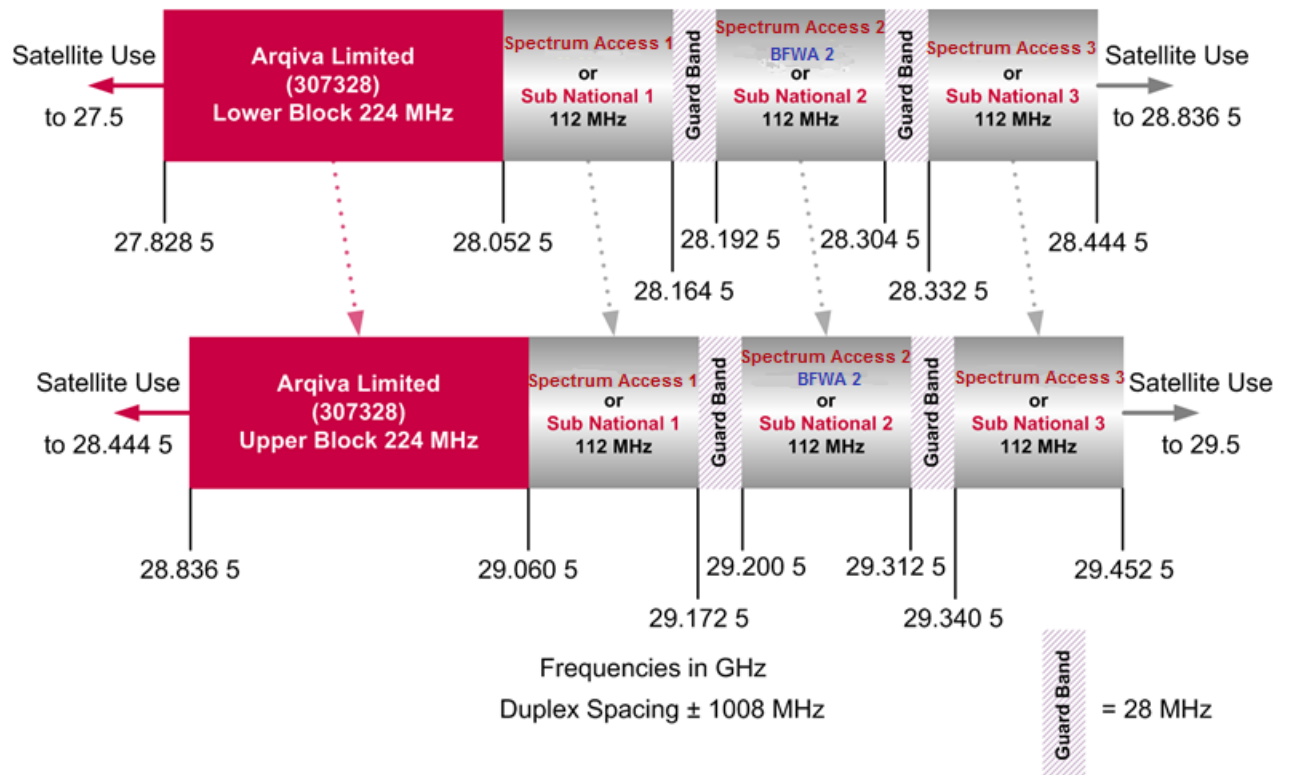 Satellite Use
to 27.5
Arqiva Limited
(307328)
Lower Block 224 MHz
Spectrum Access 1
or
Sub National 1
112 MHz
Guard Band
Spectrum Access 2
BFWA 2
or
Sub National 2
112 MHz
Guard Band
Spectrum Access 3
or
Sub National 3
112 MHz
Satellite Use
to 28.836 5
27.828 5
28.052 5
28.164 5
28.192 5
28.304 5
28.332 5
28.444 5
Satellite Use
to 28.444 5
Arqiva Limited
(307328)
Upper Block 224 MHz
Spectrum Access 1
or
Sub National 1
112 MHz
Guard Band
Spectrum Access 2
BFWA 2
or
Sub National 2
112 MHz
Guard Band
Spectrum Access 3
or
Sub National 3
112 MHz
Satellite Use
to 29.5
28.836 5
29.060 5
29.172 5
29.200 5
29.312 5
29.340 5
29.452 5
Frequencies in GHz
Duplex Spacing ± 1008 MHz
Guard Band
= 28 MHz